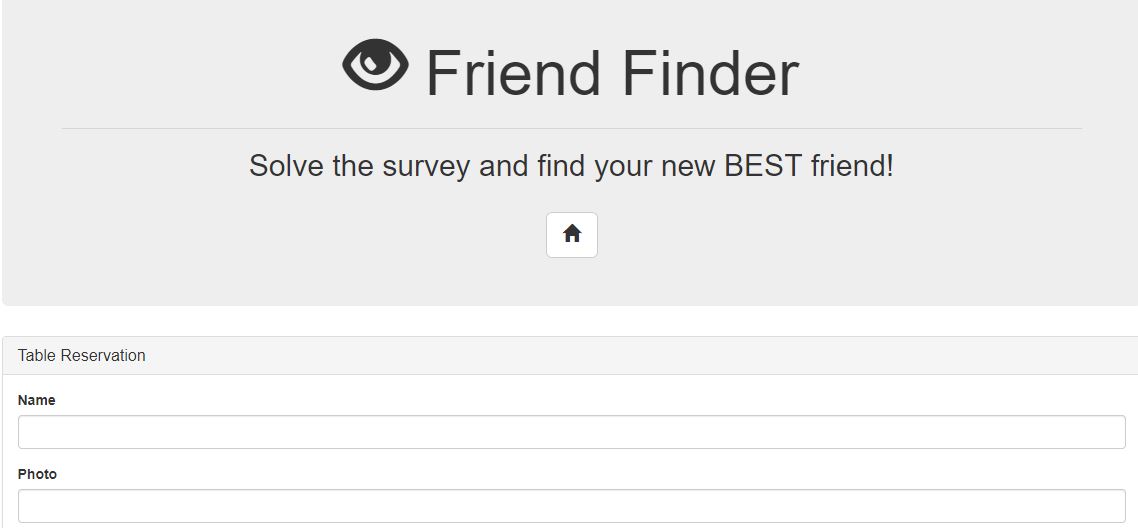 Friend Finder
Solve the survey and find your new BEST friend!
Table Reservation
Name
Photo